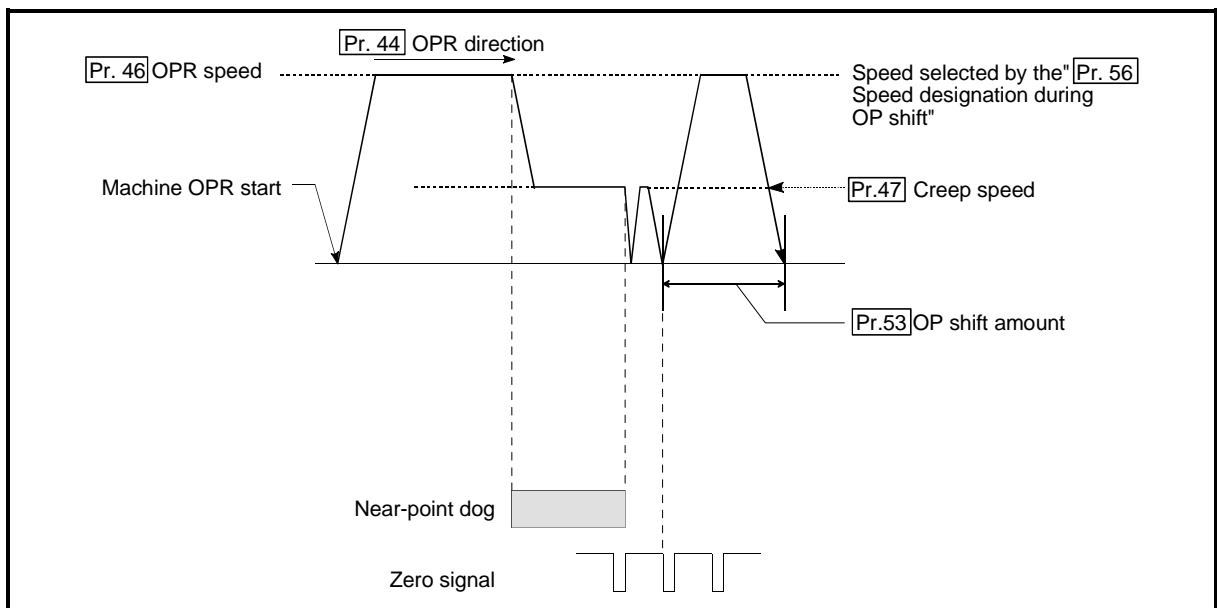 Pr. 44 OPR direction
Pr. 46 OPR speed
Speed selected by the" Pr. 56
Speed designation during
OP shift"
Machine OPR start
Pr.47 Creep speed
Pr.53 OP shift amount
Near-point dog
Zero signal